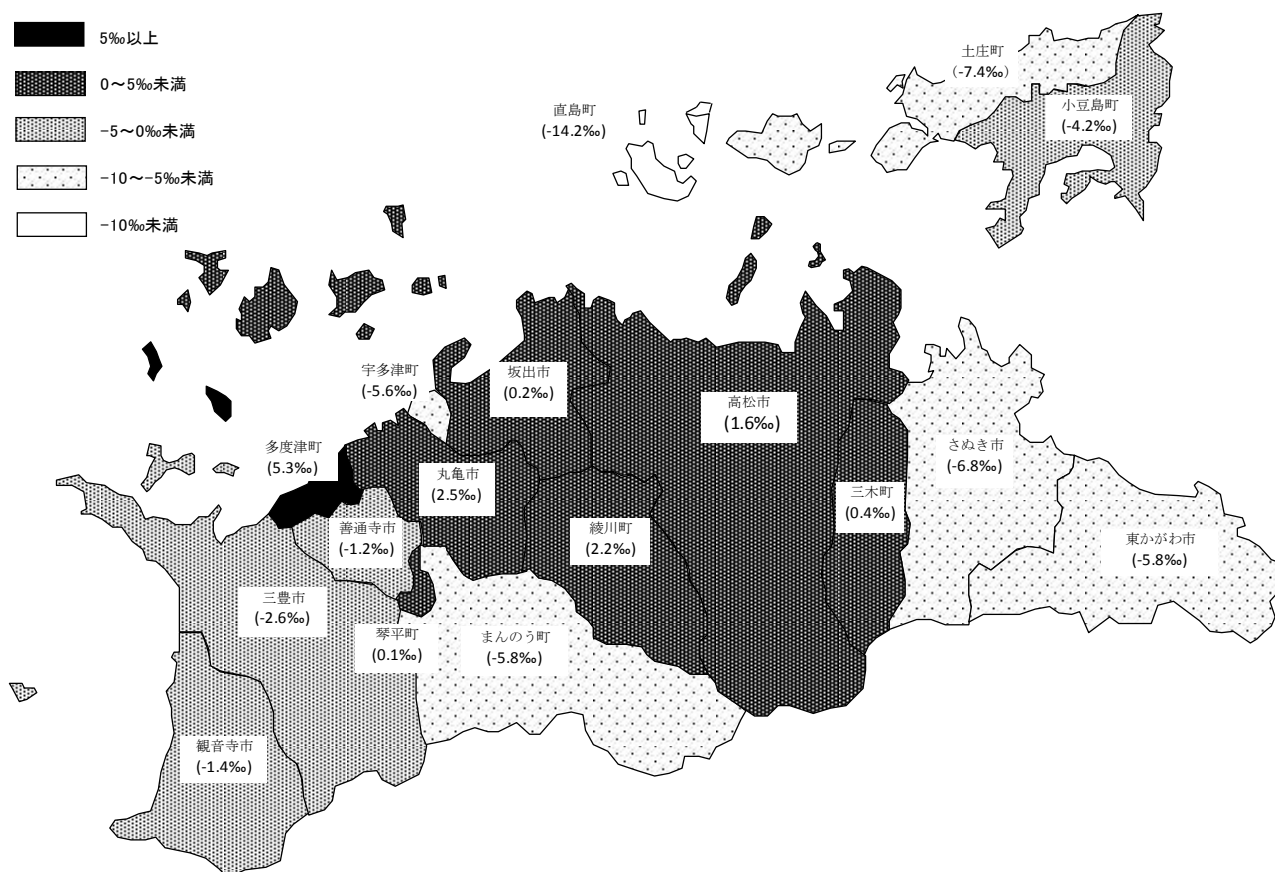 5‰以上
0～5‰未満
-5～0‰未満
-10～-5‰未満
-10‰未満
土庄町
(-7.4‰)
直島町
(-14.2‰)
小豆島町
(-4.2‰)
宇多津町
(-5.6‰)
坂出市
(0.2‰)
高松市
(1.6‰)
多度津町
(5.3‰)
丸亀市
(2.5‰)
さぬき市
(-6.8‰)
善通寺市
(-1.2‰)
綾川町
(2.2‰)
三木町
(0.4‰)
東かがわ市
(-5.8‰)
三豊市
(-2.6‰)
琴平町
(0.1‰)
まんのう町
(-5.8‰)
観音寺市
(-1.4‰)